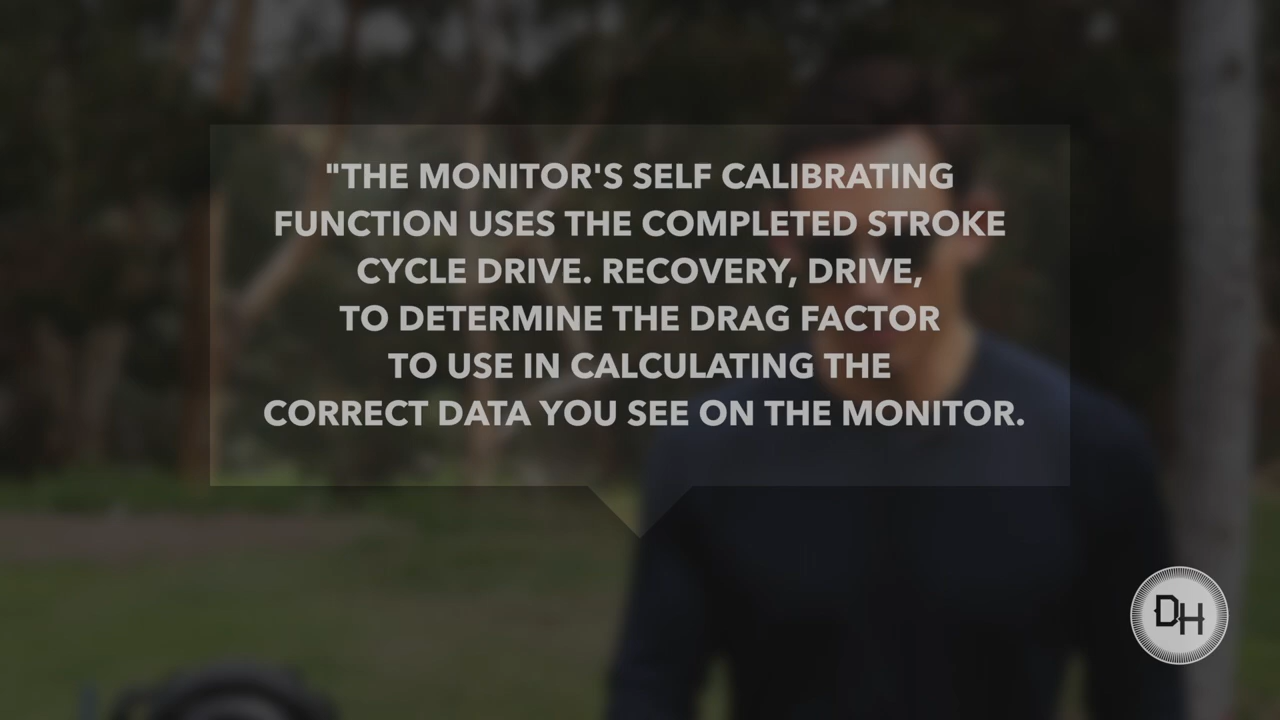 "THE MONITOR'S SELF CALIBRATING
FUNCTION USES THE COMPLETED STROKE
CYCLE DRIVE. RECOVERY, DRIVE,
TO DETERMINE THE DRAG FACTOR
TO USE IN CALCULATING THE
CORRECT DATA YOU SEE ON THE MONITOR.
DH